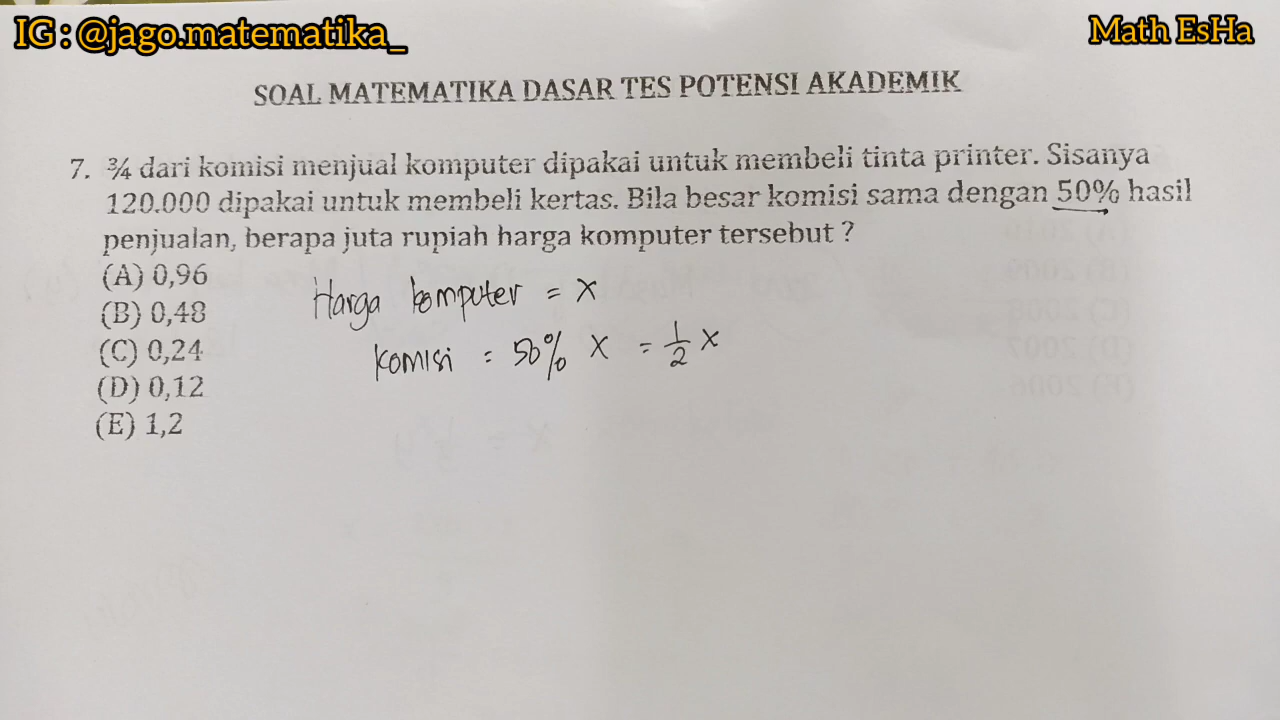 IG : @jago.matematika_
Math EsHa
SOAL MATEMATIKA DASAR TES POTENSI AKADEMIK
7. ¾ dari komisi menjual komputer dipakai untuk membeli tinta printer. Sisanya
120.000 dipakai untuk membeli kertas. Bila besar komisi sama dengan 50% hasil
penjualan, berapa juta rupiah harga komputer tersebut ?
(A) 0,96
(B) 0,48
(C) 0,24
(D) 0,12
(E) 1,2
Harga komputer = x
komisi = 50% x = 1/2 x